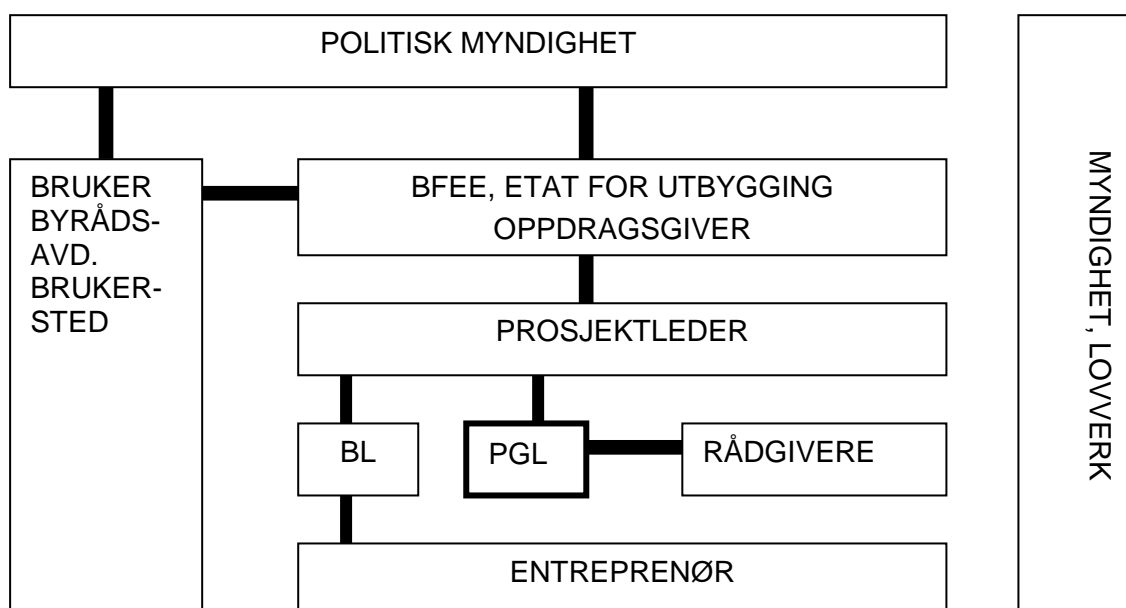 POLITISK MYNDIGHET
BRUKER
BYRÅDS-
AVD.
BRUKER-
STED
BFEE, ETAT FOR UTBYGGING
OPPDRAGSGIVER
PROSJEKTLEDER
BL
PGL
RÅDGIVERE
ENTREPRENØR
MYNDIGHET, LOVVERK